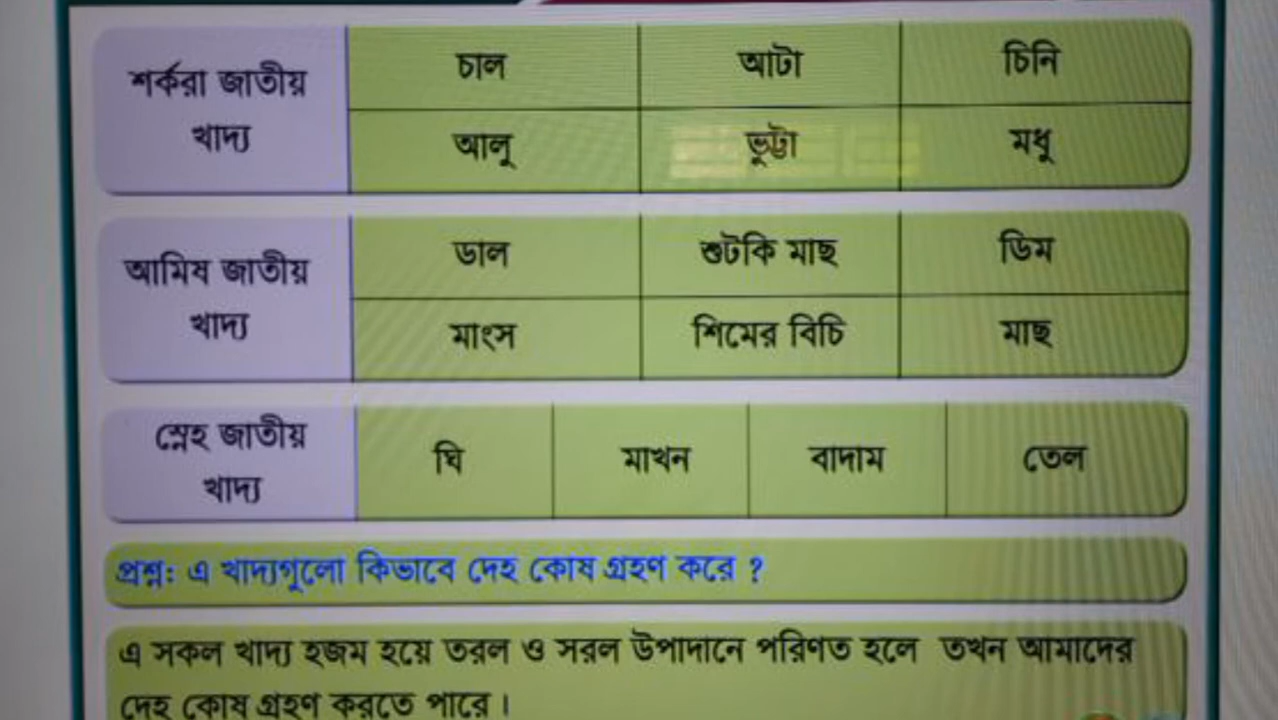 শর্করা জাতীয় খাদ্য
চাল আটা চিনি
আলু ভুট্টা মধু
আমিষ জাতীয় খাদ্য
ডাল শুটকি মাছ ডিম
মাংস শিমের বিচি মাছ
স্নেহ জাতীয় খাদ্য
ঘি মাখন বাদাম তেল
প্রশ্ন: এ খাদ্যগুলো কিভাবে দেহ কোষ গ্রহণ করে ?
এ সকল খাদ্য হজম হয়ে তরল ও সরল উপাদানে পরিণত হলে তখন আমাদের
দেহ কোষ গ্রহণ করতে পারে।